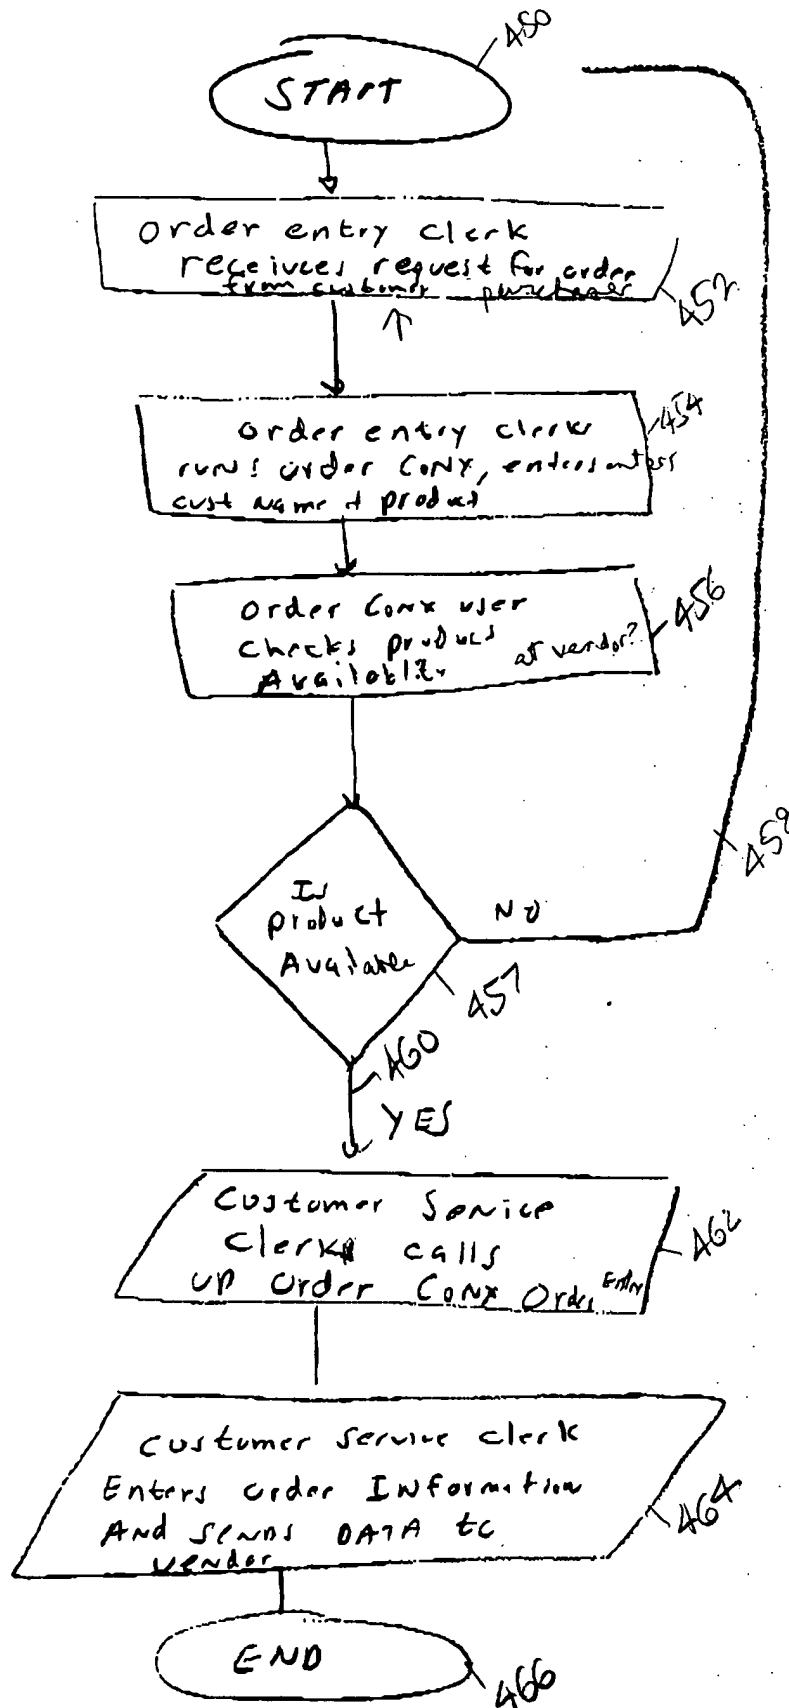 450
START
Order entry clerk
receives request for order
from customer purchaser
452
454
Order entry clerk
runs order CONX, enters
cust name + product
Order Conx user
456
checks product
at vendor?
Availability
459
Is
product
Available
NO
457
460
YES
Customer Service
Clerk calls
462
up Order CONX Order Entry
Customer Service Clerk
Enters order INformation
464
And sends DATA to
vendor
END
466